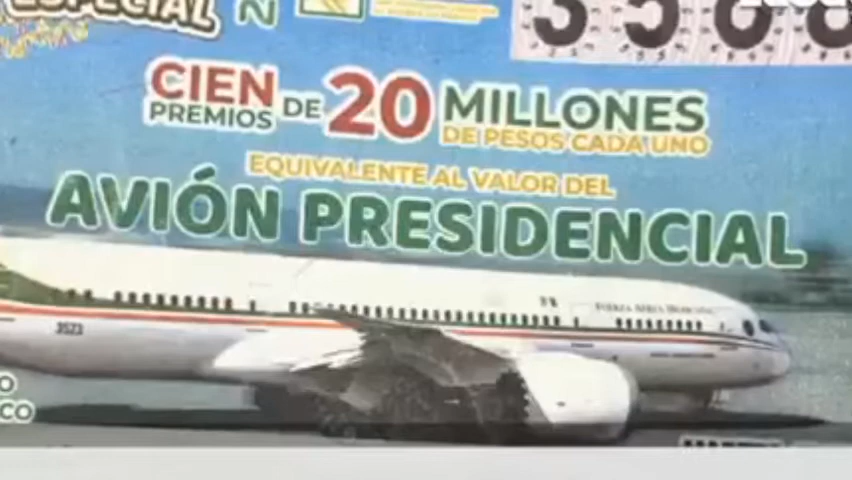 ESPECIAL
CIEN
PREMIOS
DE 20 MILLONES
DE PESOS CADA UNO
EQUIVALENTE AL VALOR DEL
AVIÓN PRESIDENCIAL
FUERZA AÉREA MEXICANA
3523